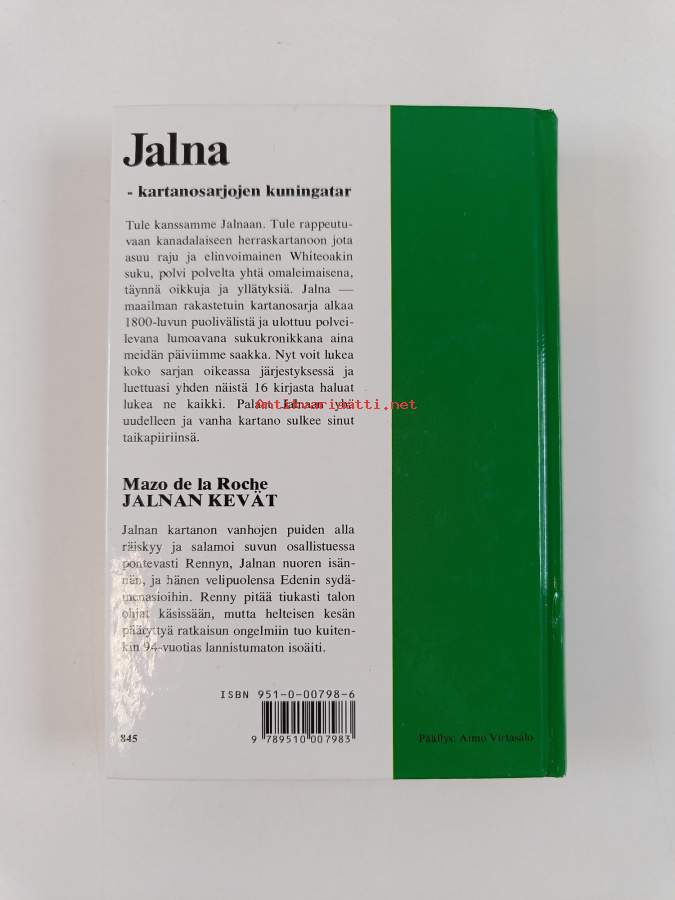 Jalna
- kartanosarjojen kuningatar
Tule kanssamme Jalnaan. Tule rappeutu-
vaan kanadalaiseen herraskartanoon jota
asuu raju ja elinvoimainen Whiteoakin
suku, polvi polvelta yhtä omaleimaisena,
täynnä oikkuja ja yllätyksiä. Jalna —
maailman rakastetuin kartanosarja alkaa
1800-luvun puolivälistä ja ulottuu polvei-
levana lumoavana sukukronikkana aina
meidän päiviimme saakka. Nyt voit lukea
koko sarjan oikeassa järjestyksessä ja
luettuasi yhden näistä 16 kirjasta haluat
lukea ne kaikki. Palaat Jalnaan yhä
uudelleen ja vanha kartano sulkee sinut
taikapiiriinsä.
Antikvariaatti.net
Mazo de la Roche
JALNAN KEVÄT
Jalnan kartanon vanhojen puiden alla
räiskyy ja salamoi suvun osallistuessa
pontevasti Rennyn, Jalnan nuoren isän-
nän, ja hänen velipuolensa Edenin sydä-
menasioihin. Renny pitää tiukasti talon
ohjat käsissään, mutta helteisen kesän
päätyttyä ratkaisun ongelmiin tuo kuiten-
kin 94-vuotias lannistumaton isoäiti.
ISBN 951-0-00798-6
9 789510 007983
845
Päällys: Aimo Virtasalo